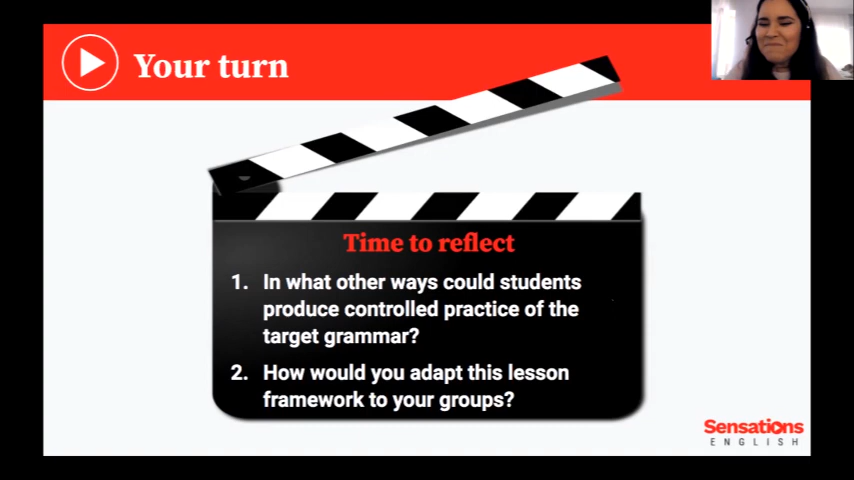 Your turn
Time to reflect
1. In what other ways could students
produce controlled practice of the
target grammar?
2. How would you adapt this lesson
framework to your groups?
Sensations
ENGLISH